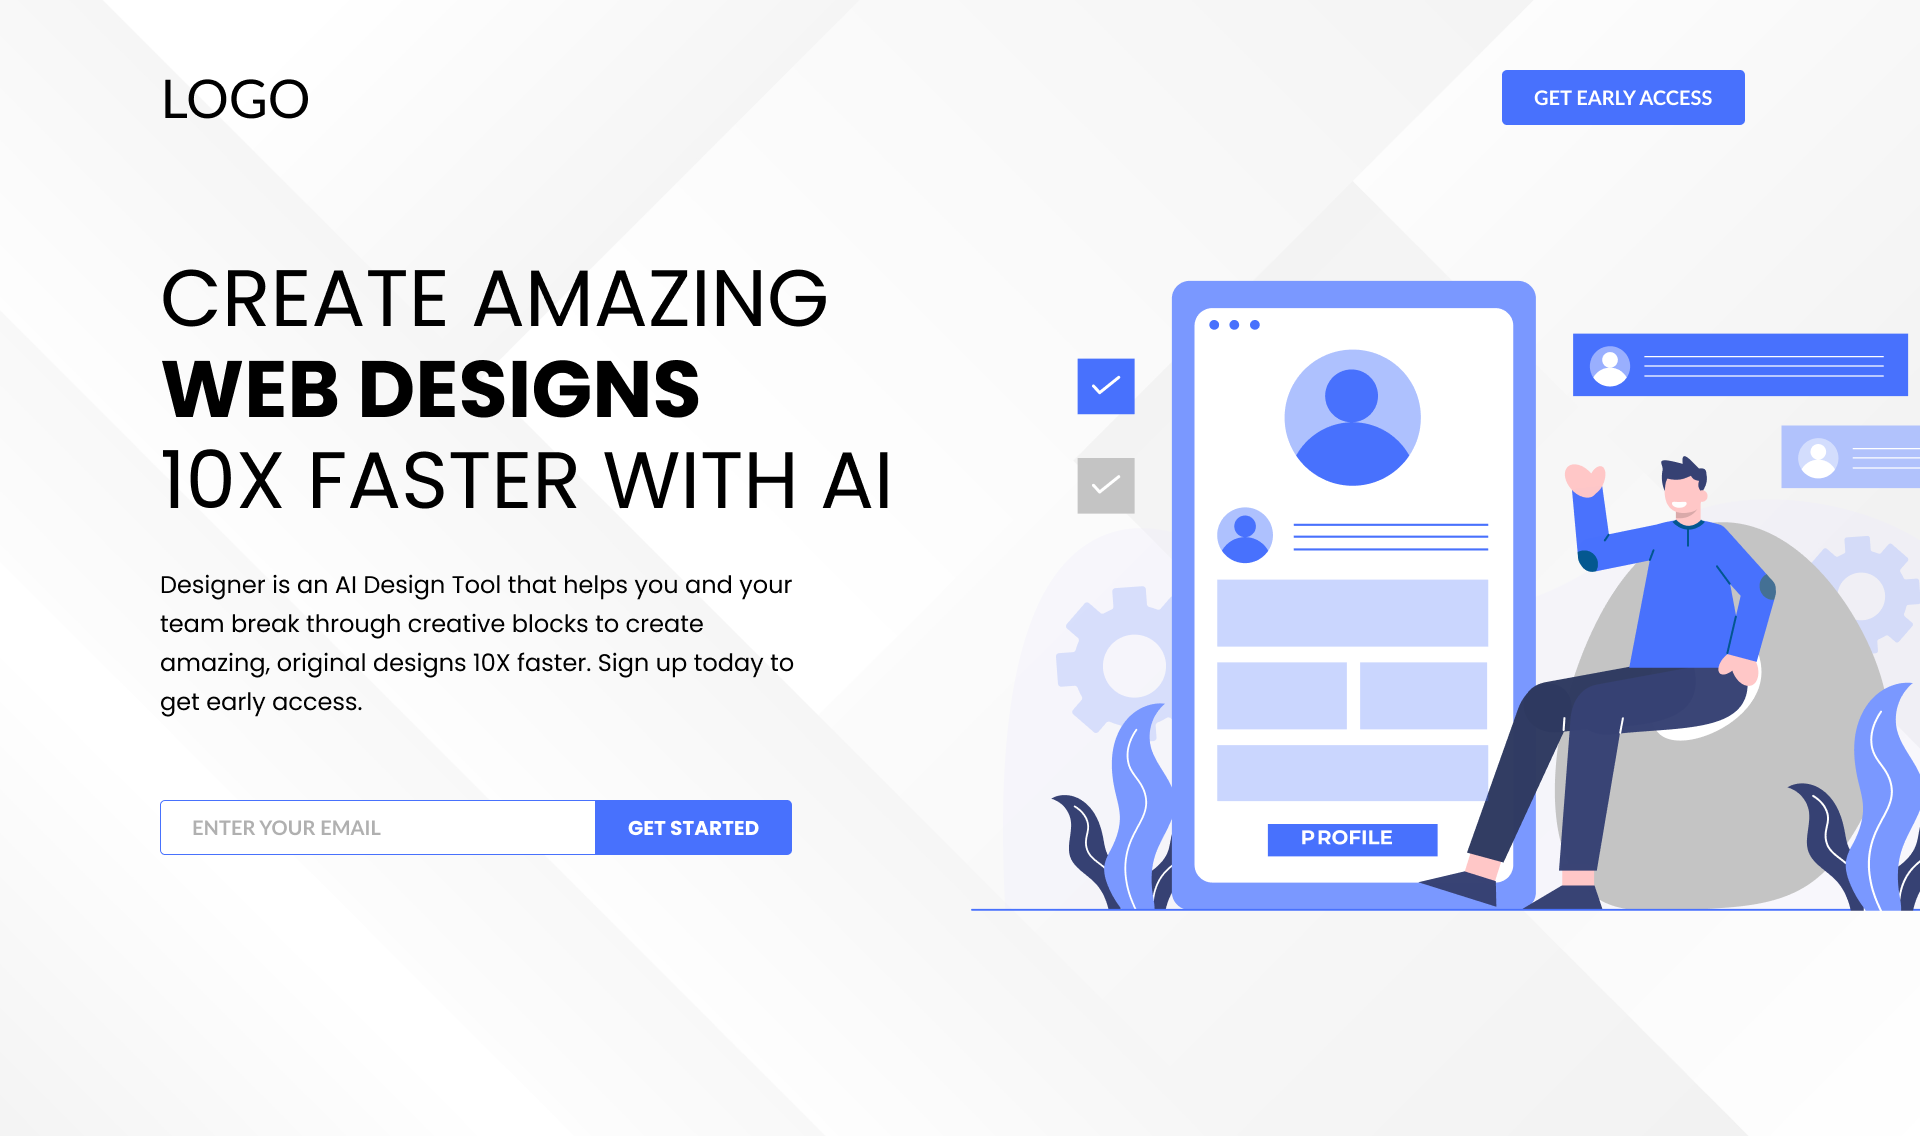 LOGO
GET EARLY ACCESS
CREATE AMAZING
WEB DESIGNS
10X FASTER WITH AI
Designer is an AI Design Tool that helps you and your
team break through creative blocks to create
amazing, original designs 10X faster. Sign up today to
get early access.
ENTER YOUR EMAIL
GET STARTED
PROFILE